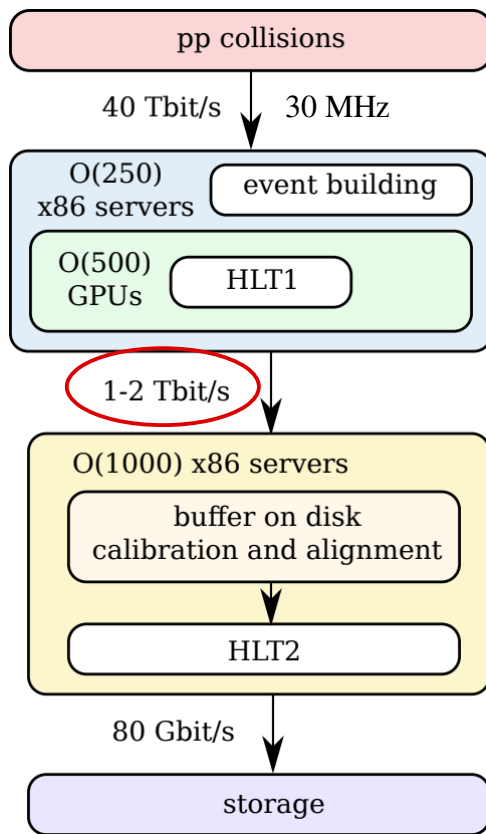 pp collisions
40 Tbit/s 30 MHz
O(250)
x86 servers
event building
O(500)
GPUs
HLT1
1-2 Tbit/s
O(1000) x86 servers
buffer on disk
calibration and alignment
HLT2
80 Gbit/s
storage